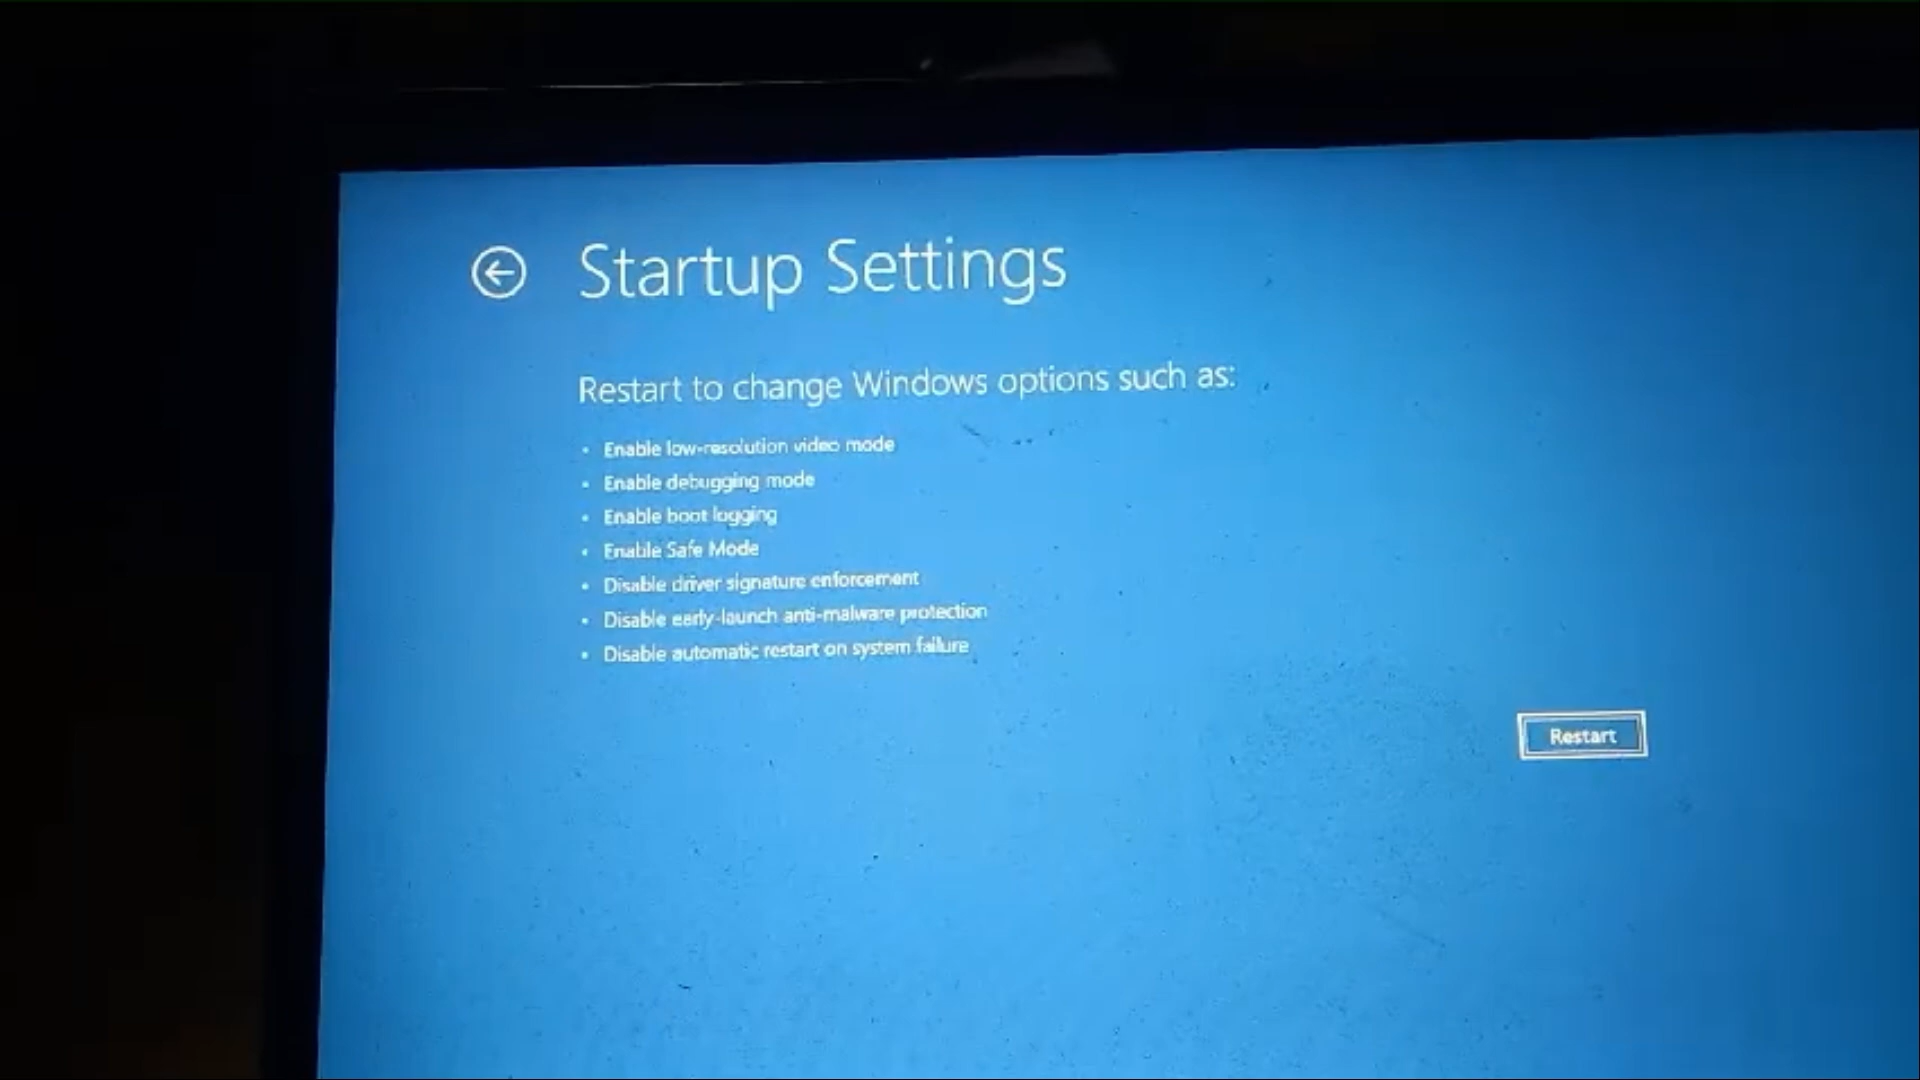 Startup Settings
Restart to change Windows options such as:
• Enable low-resolution video mode
• Enable debugging mode
• Enable boot logging
• Enable Safe Mode
• Disable driver signature enforcement
• Disable early-launch anti-malware protection
• Disable automatic restart on system failure
Restart